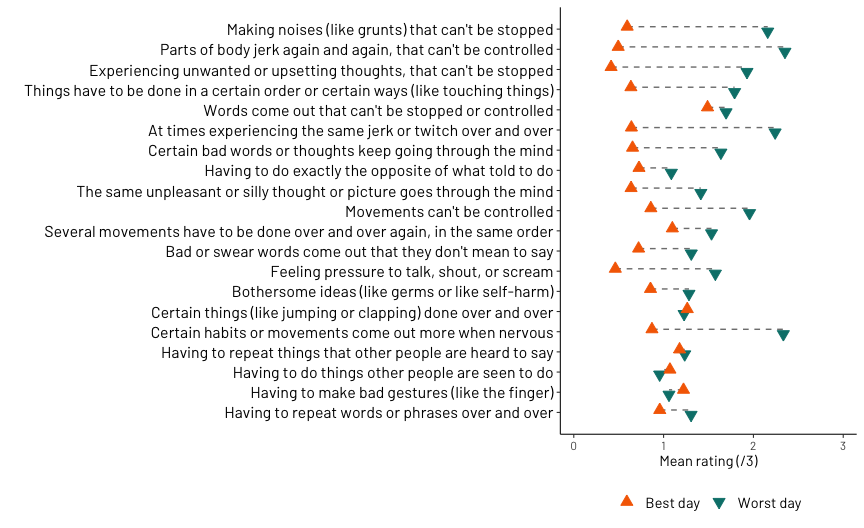 Making noises (like grunts) that can't be stopped
Parts of body jerk again and again, that can't be controlled
Experiencing unwanted or upsetting thoughts, that can't be stopped
Things have to be done in a certain order or certain ways (like touching things)
Words come out that can't be stopped or controlled
At times experiencing the same jerk or twitch over and over
Certain bad words or thoughts keep going through the mind
Having to do exactly the opposite of what told to do
The same unpleasant or silly thought or picture goes through the mind
Movements can't be controlled
Several movements have to be done over and over again, in the same order
Bad or swear words come out that they don't mean to say
Feeling pressure to talk, shout, or scream
Bothersome ideas (like germs or like self-harm)
Certain things (like jumping or clapping) done over and over
Certain habits or movements come out more when nervous
Having to repeat things that other people are heard to say
Having to do things other people are seen to do
Having to make bad gestures (like the finger)
Having to repeat words or phrases over and over
0 1 2 3
Mean rating (/3)
Best day Worst day